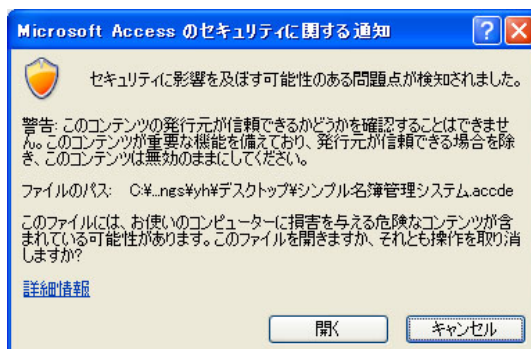 Microsoft Access のセキュリティに関する通知
セキュリティに影響を及ぼす可能性のある問題点が検知されました。
警告: このコンテンツの発行元が信頼できるかどうかを確認することはできませ
ん。このコンテンツが重要な機能を備えており、発行元が信頼できる場合を除
き、このコンテンツは無効のままにしてください。
ファイルのパス: C:¥...ngs¥yh¥デスクトップ¥シンプル名簿管理システム.accde
このファイルには、お使いのコンピューターに損害を与える危険なコンテンツが含
まれている可能性があります。このファイルを開きますか、それとも操作を取り消
しますか?
詳細情報
開く キャンセル